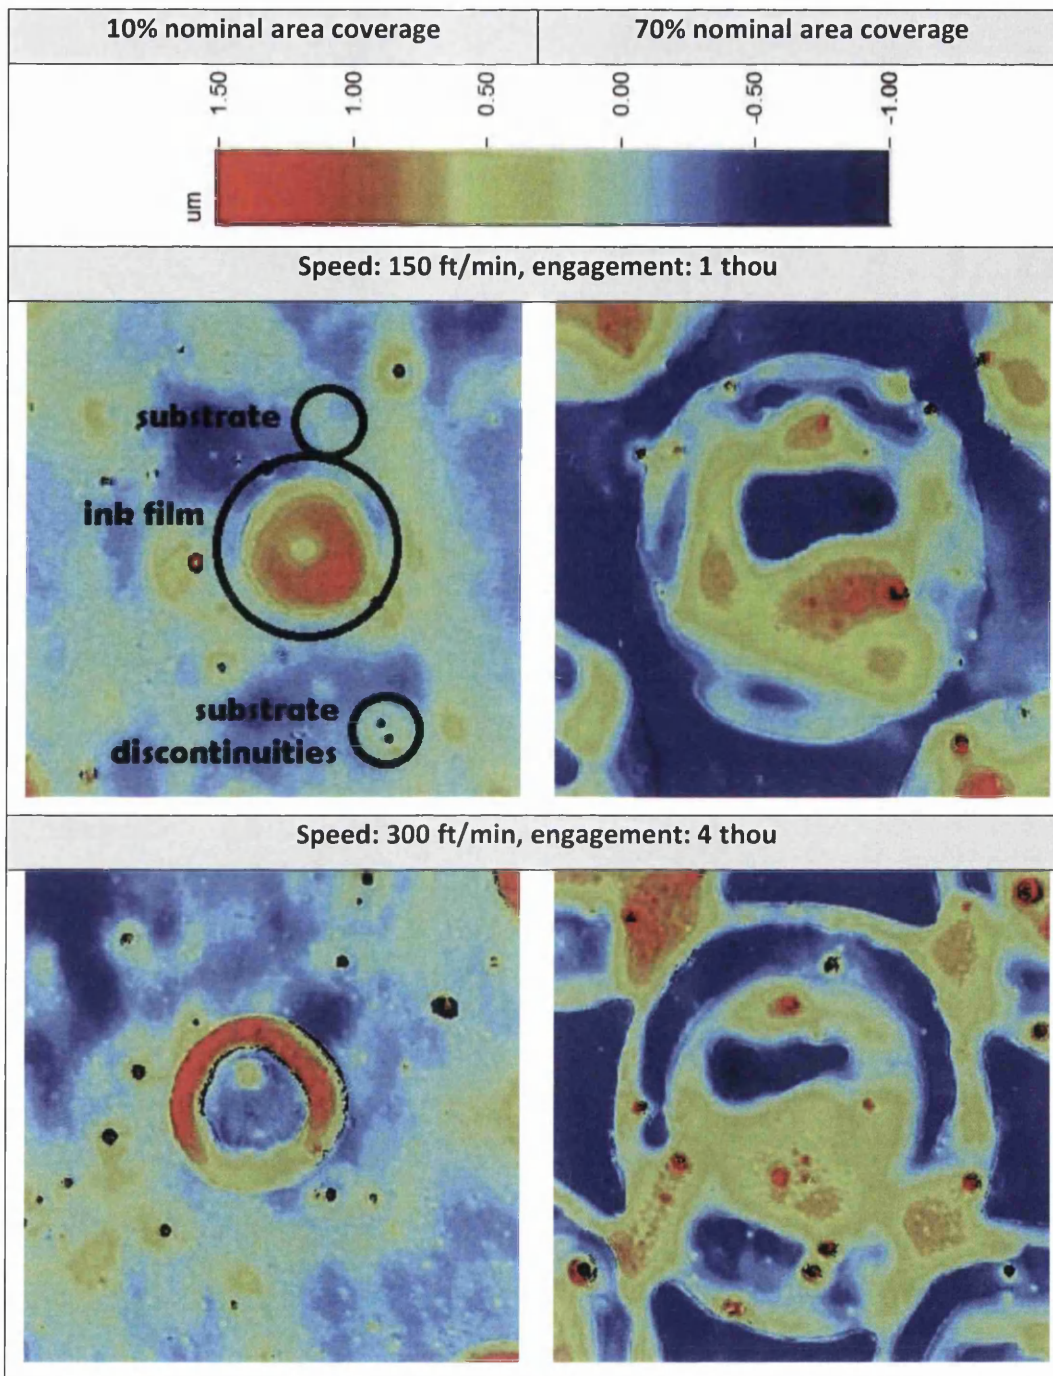 10% nominal area coverage
70% nominal area coverage
1.50
1.00
0.50
0.00
-0.50
-1.00
um
Speed: 150 ft/min, engagement: 1 thou
substrate
ink film
substrate
discontinuities
Speed: 300 ft/min, engagement: 4 thou